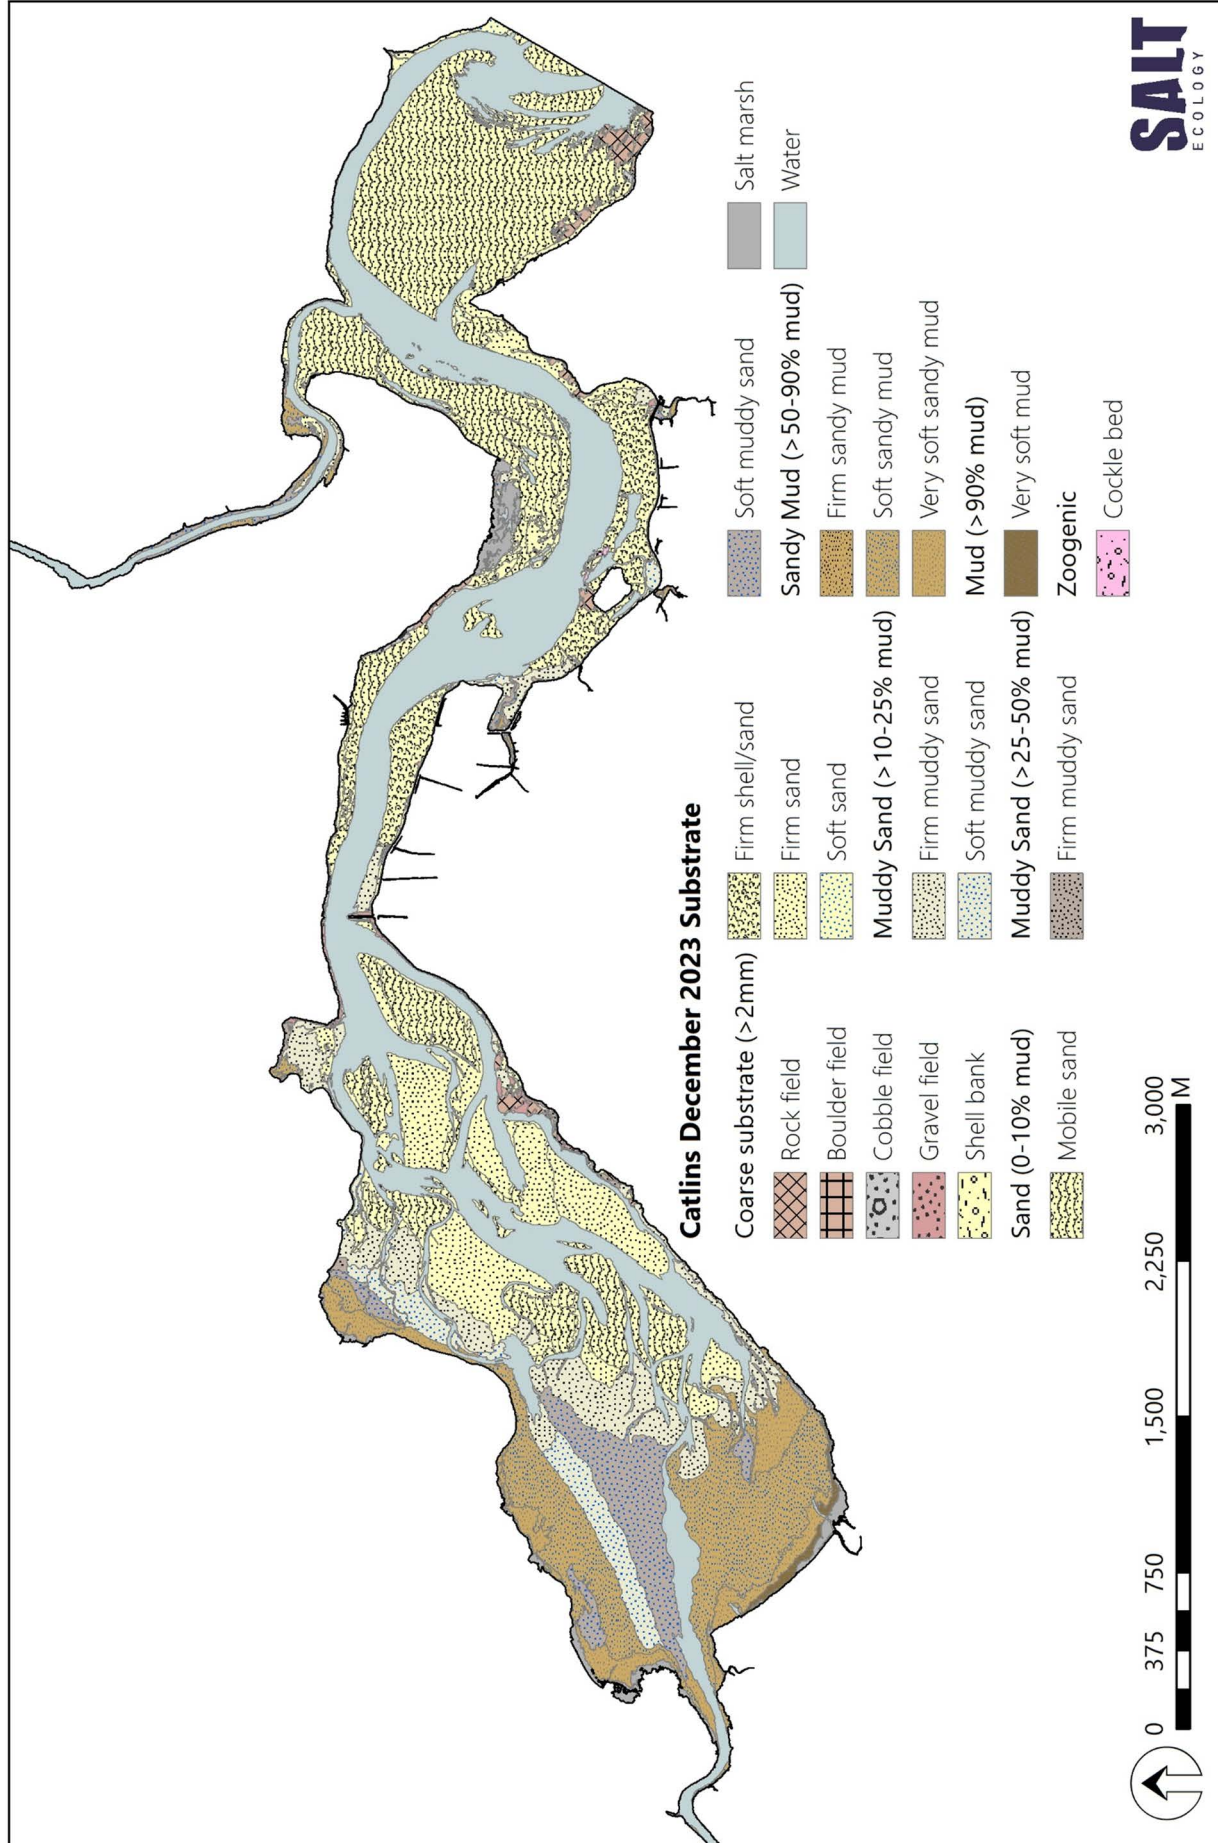 Catlins December 2023 Substrate
Coarse substrate (>2mm)
Rock field
Boulder field
Cobble field
Gravel field
Shell bank
Sand (0-10% mud)
Mobile sand
Firm shell/sand
Firm sand
Soft sand
Muddy Sand (>10-25% mud)
Firm muddy sand
Soft muddy sand
Muddy Sand (>25-50% mud)
Firm muddy sand
Soft muddy sand
Sandy Mud (>50-90% mud)
Firm sandy mud
Soft sandy mud
Very soft sandy mud
Mud (>90% mud)
Very soft mud
Zoogenic
Cockle bed
Salt marsh
Water
0 375 750 1,500 2,250 3,000
M
SALT
ECOLOGY